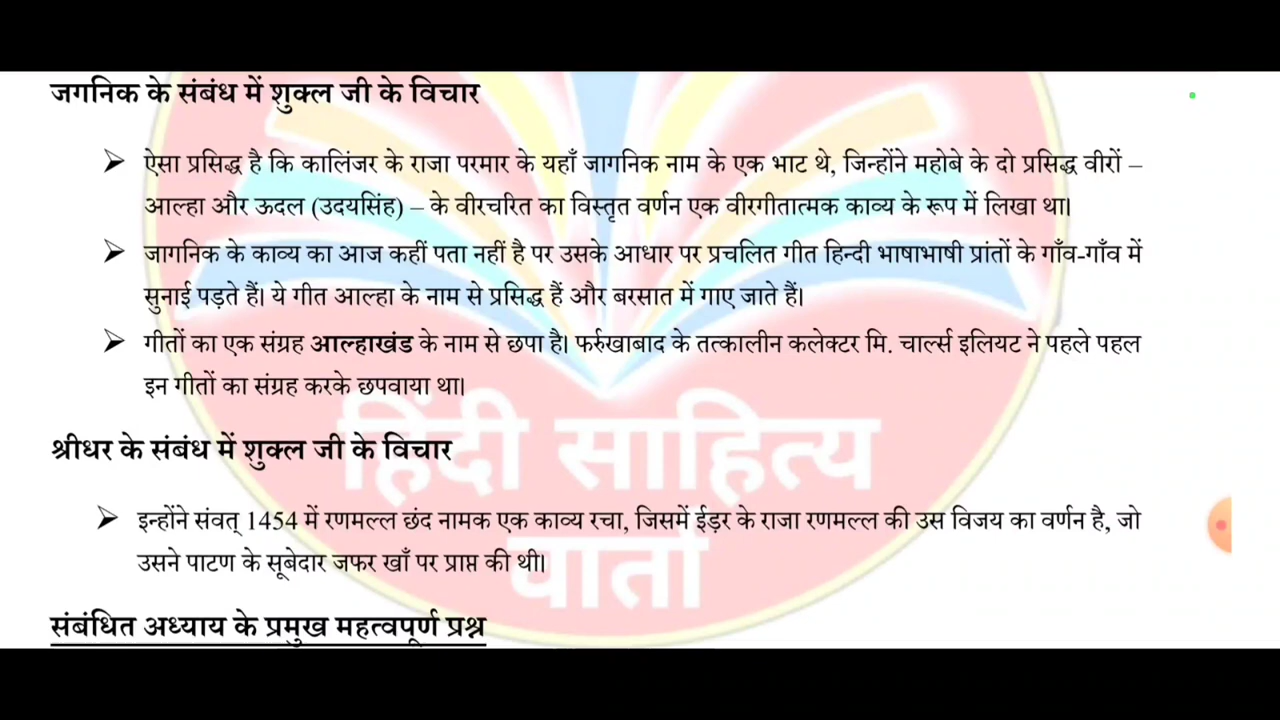 जगनिक के संबंध में शुक्ल जी के विचार
➢ ऐसा प्रसिद्ध है कि कालिंजर के राजा परमार के यहाँ जागनिक नाम के एक भाट थे, जिन्होंने महोबे के दो प्रसिद्ध वीरों –
आल्हा और ऊदल (उदयसिंह) – के वीरचरित का विस्तृत वर्णन एक वीरगीतात्मक काव्य के रूप में लिखा था।
➢ जागनिक के काव्य का आज कहीं पता नहीं है पर उसके आधार पर प्रचलित गीत हिन्दी भाषाभाषी प्रांतों के गाँव-गाँव में
सुनाई पड़ते हैं। ये गीत आल्हा के नाम से प्रसिद्ध हैं और बरसात में गाए जाते हैं।
➢ गीतों का एक संग्रह आल्हाखंड के नाम से छपा है। फर्रुखाबाद के तत्कालीन कलेक्टर मि. चार्ल्स इलियट ने पहले पहल
इन गीतों का संग्रह करके छपवाया था।
श्रीधर के संबंध में शुक्ल जी के विचार
➢ इन्होंने संवत् 1454 में रणमल्ल छंद नामक एक काव्य रचा, जिसमें ईड़र के राजा रणमल्ल की उस विजय का वर्णन है, जो
उसने पाटण के सूबेदार जफर खाँ पर प्राप्त की थी।
संबंधित अध्याय के प्रमुख महत्वपूर्ण प्रश्न
हिंदी साहित्य
वार्ता